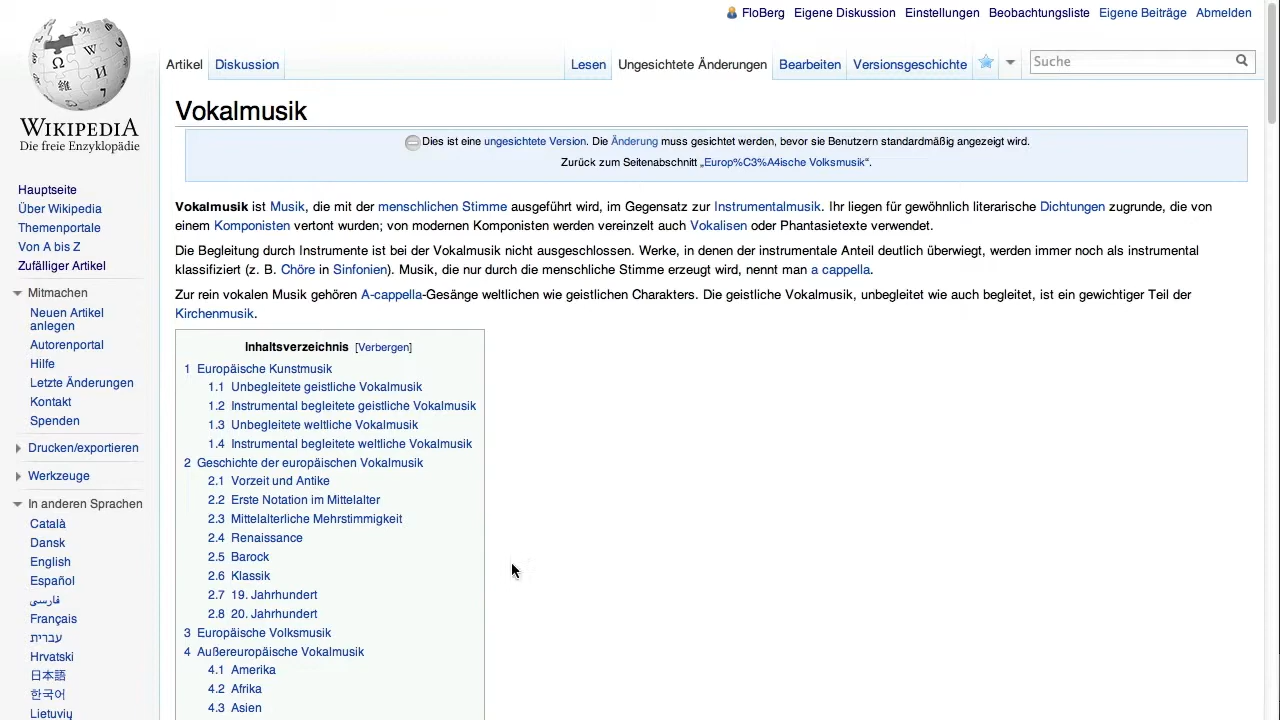 FloBerg Eigene Diskussion Einstellungen Beobachtungsliste Eigene Beiträge Abmelden
Artikel Diskussion Lesen Ungesichtete Änderungen Bearbeiten Versionsgeschichte Suche
WIKIPEDIA
Die freie Enzyklopädie
Hauptseite
Über Wikipedia
Themenportale
Von A bis Z
Zufälliger Artikel
Mitmachen
Neuen Artikel
anlegen
Autorenportal
Hilfe
Letzte Änderungen
Kontakt
Spenden
Drucken/exportieren
Werkzeuge
In anderen Sprachen
Català
Dansk
English
Español
فارسی
Français
עברית
Hrvatski
日本語
한국어
Lietuvių
Vokalmusik
Dies ist eine ungesichtete Version. Die Änderung muss gesichtet werden, bevor sie Benutzern standardmäßig angezeigt wird.
Zurück zum Seitenabschnitt „Europ%C3%A4ische Volksmusik“.
Vokalmusik ist Musik, die mit der menschlichen Stimme ausgeführt wird, im Gegensatz zur Instrumentalmusik. Ihr liegen für gewöhnlich literarische Dichtungen zugrunde, die von
einem Komponisten vertont wurden; von modernen Komponisten werden vereinzelt auch Vokalisen oder Phantasietexte verwendet.
Die Begleitung durch Instrumente ist bei der Vokalmusik nicht ausgeschlossen. Werke, in denen der instrumentale Anteil deutlich überwiegt, werden immer noch als instrumental
klassifiziert (z. B. Chöre in Sinfonien). Musik, die nur durch die menschliche Stimme erzeugt wird, nennt man a cappella.
Zur rein vokalen Musik gehören A-cappella-Gesänge weltlichen wie geistlichen Charakters. Die geistliche Vokalmusik, unbegleitet wie auch begleitet, ist ein gewichtiger Teil der
Kirchenmusik.
Inhaltsverzeichnis [Verbergen]
1 Europäische Kunstmusik
1.1 Unbegleitete geistliche Vokalmusik
1.2 Instrumental begleitete geistliche Vokalmusik
1.3 Unbegleitete weltliche Vokalmusik
1.4 Instrumental begleitete weltliche Vokalmusik
2 Geschichte der europäischen Vokalmusik
2.1 Vorzeit und Antike
2.2 Erste Notation im Mittelalter
2.3 Mittelalterliche Mehrstimmigkeit
2.4 Renaissance
2.5 Barock
2.6 Klassik
2.7 19. Jahrhundert
2.8 20. Jahrhundert
3 Europäische Volksmusik
4 Außereuropäische Vokalmusik
4.1 Amerika
4.2 Afrika
4.3 Asien